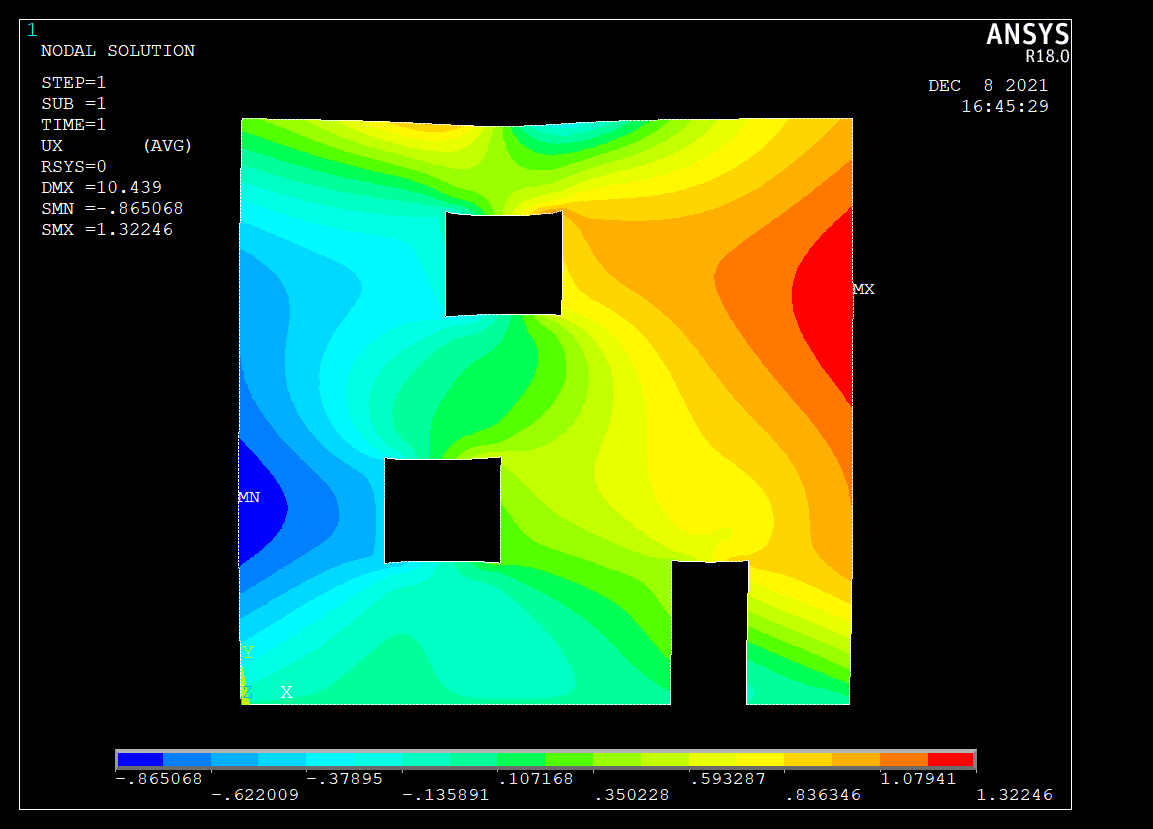 1
ANSYS
R18.0
NODAL SOLUTION
STEP=1
SUB =1
TIME=1
UX (AVG)
RSYS=0
DMX =10.439
SMN =-.865068
SMX =1.32246
DEC 8 2021
16:45:29
MX
MN
Y
Z X
-.865068 -.37895 .107168 .593287 1.07941
-.622009 -.135891 .350228 .836346 1.32246